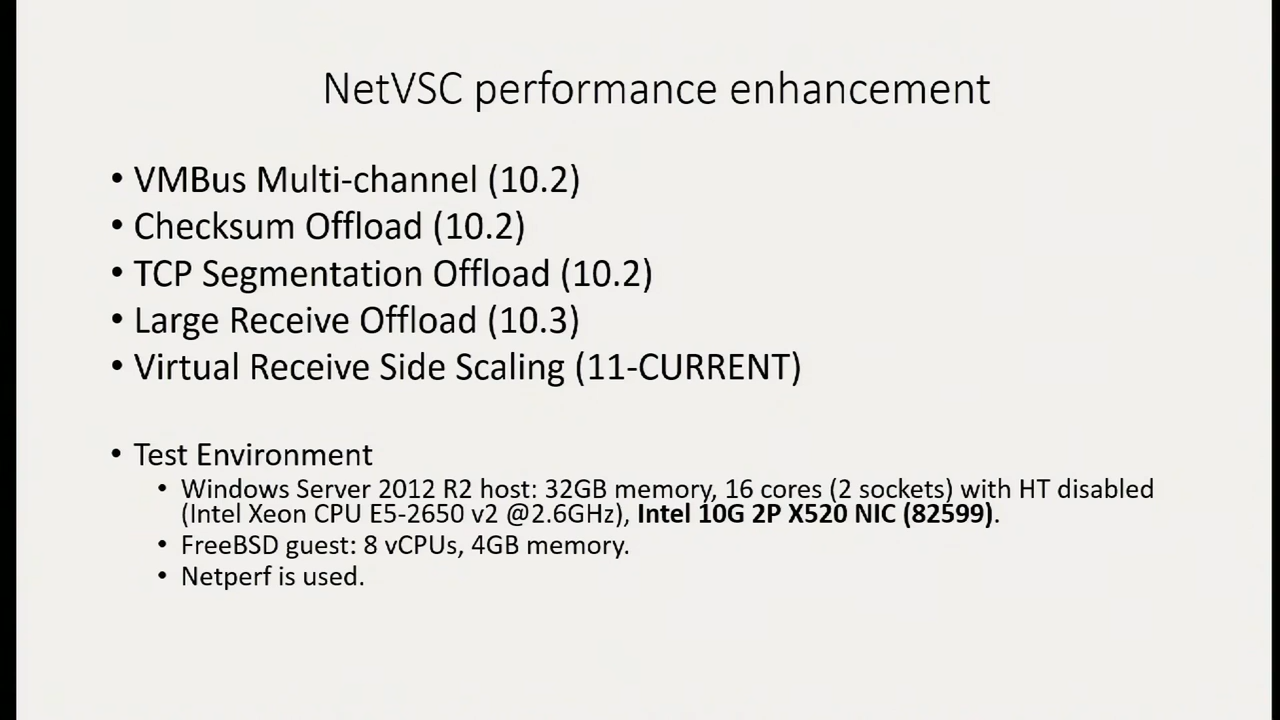 NetVSC performance enhancement
• VMBus Multi-channel (10.2)
• Checksum Offload (10.2)
• TCP Segmentation Offload (10.2)
• Large Receive Offload (10.3)
• Virtual Receive Side Scaling (11-CURRENT)
• Test Environment
• Windows Server 2012 R2 host: 32GB memory, 16 cores (2 sockets) with HT disabled
(Intel Xeon CPU E5-2650 v2 @2.6GHz), Intel 10G 2P X520 NIC (82599).
• FreeBSD guest: 8 vCPUs, 4GB memory.
• Netperf is used.